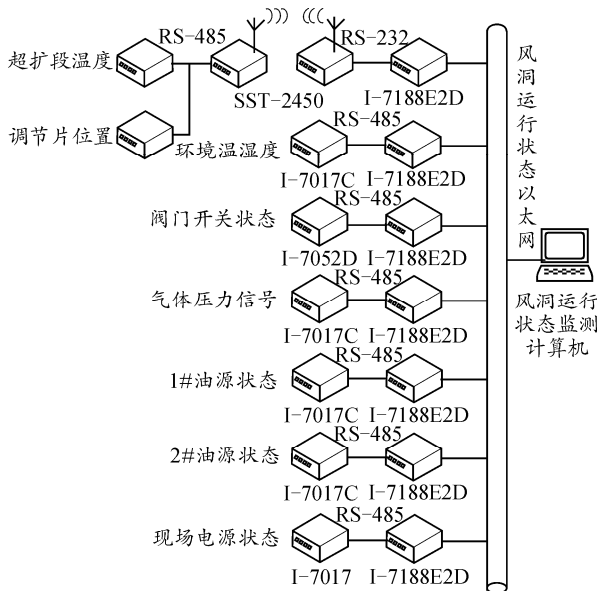 RS-485
RS-232
超扩段温度
SST-2450
I-7188E2D
调节片位置
RS-485
环境温湿度
I-7017C
I-7188E2D
RS-485
阀门开关状态
I-7052D
I-7188E2D
RS-485
气体压力信号
I-7017C
I-7188E2D
RS-485
1#油源状态
I-7017C
I-7188E2D
RS-485
2#油源状态
I-7017C
I-7188E2D
RS-485
现场电源状态
I-7017
I-7188E2D
风洞运行状态以太网
风洞运行
状态监测
计算机